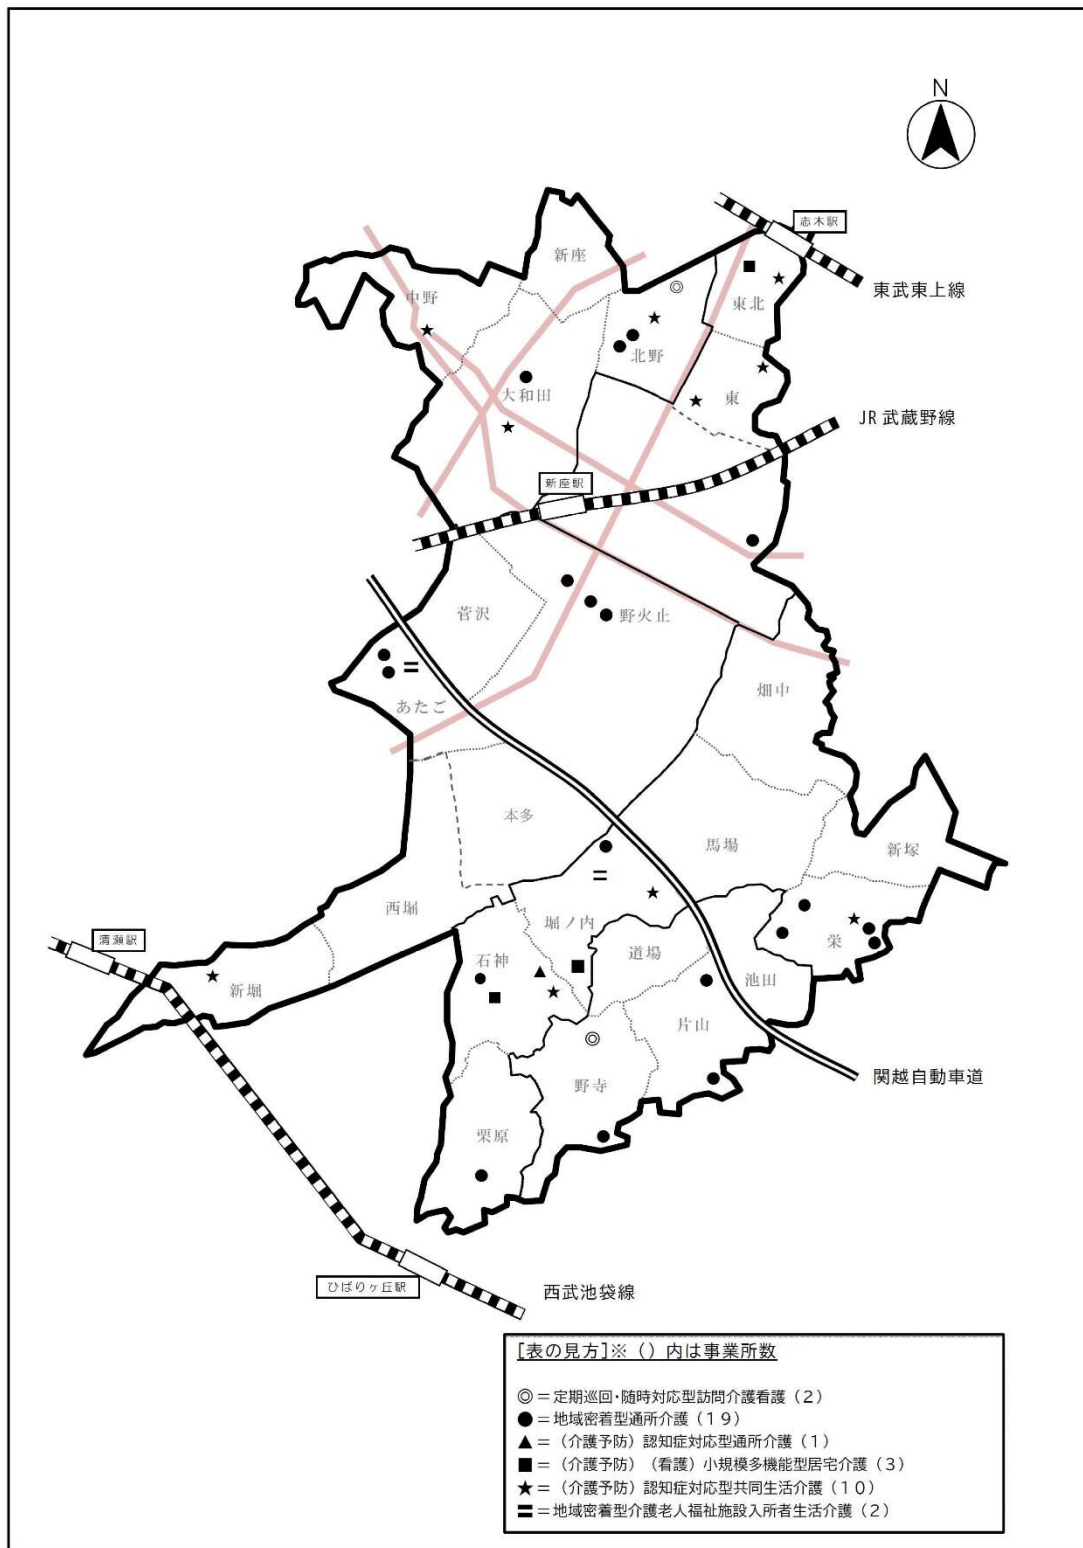 N
志木駅
新座
東武東上線
中野
東北
北野
大和田
東
JR 武蔵野線
新座駅
菅沢
野火止
畑中
あたご
本多
馬場
新塚
西堀
清瀬駅
堀ノ内
栄
道場
石神
池田
新堀
片山
関越自動車道
野寺
栗原
ひばりヶ丘駅
西武池袋線
[表の見方]※（）内は事業所数
◎＝定期巡回・随時対応型訪問介護看護（2）
●＝地域密着型通所介護（19）
▲＝（介護予防）認知症対応型通所介護（1）
■＝（介護予防）（看護）小規模多機能型居宅介護（3）
★＝（介護予防）認知症対応型共同生活介護（10）
〓＝地域密着型介護老人福祉施設入所者生活介護（2）